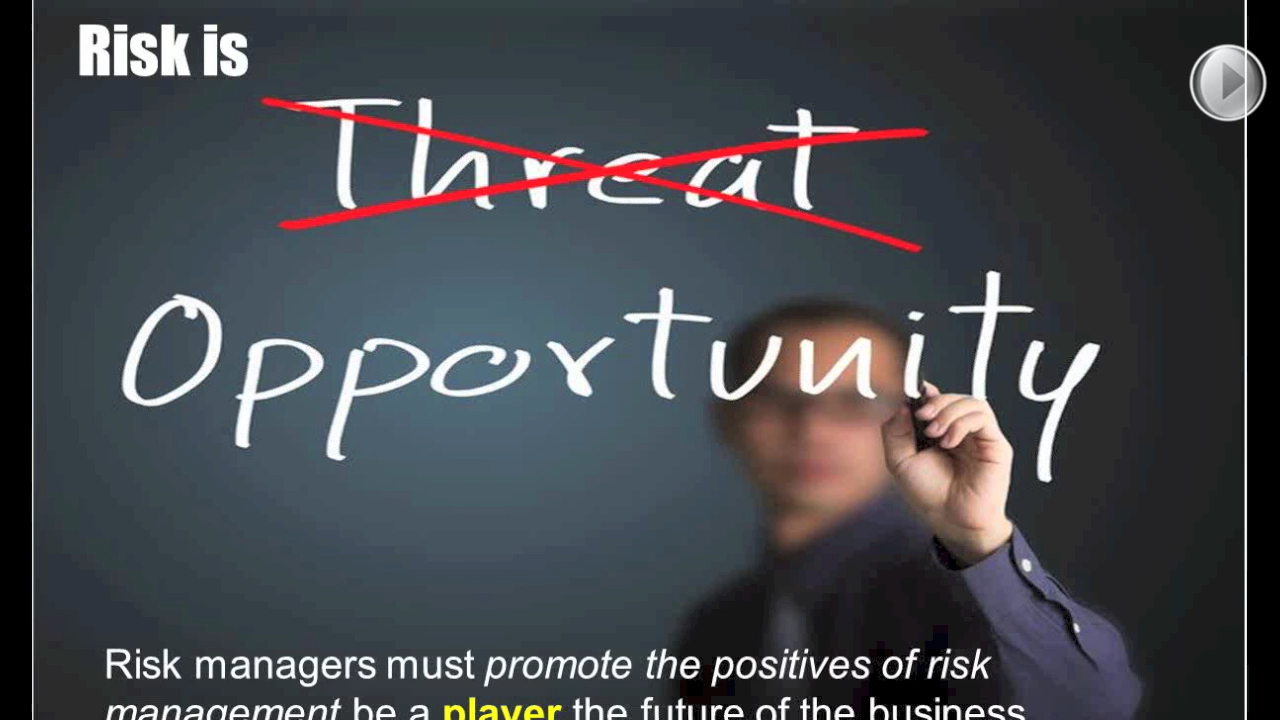 Risk is
Threat
Opportunity
Risk managers must promote the positives of risk
management be a player the future of the business